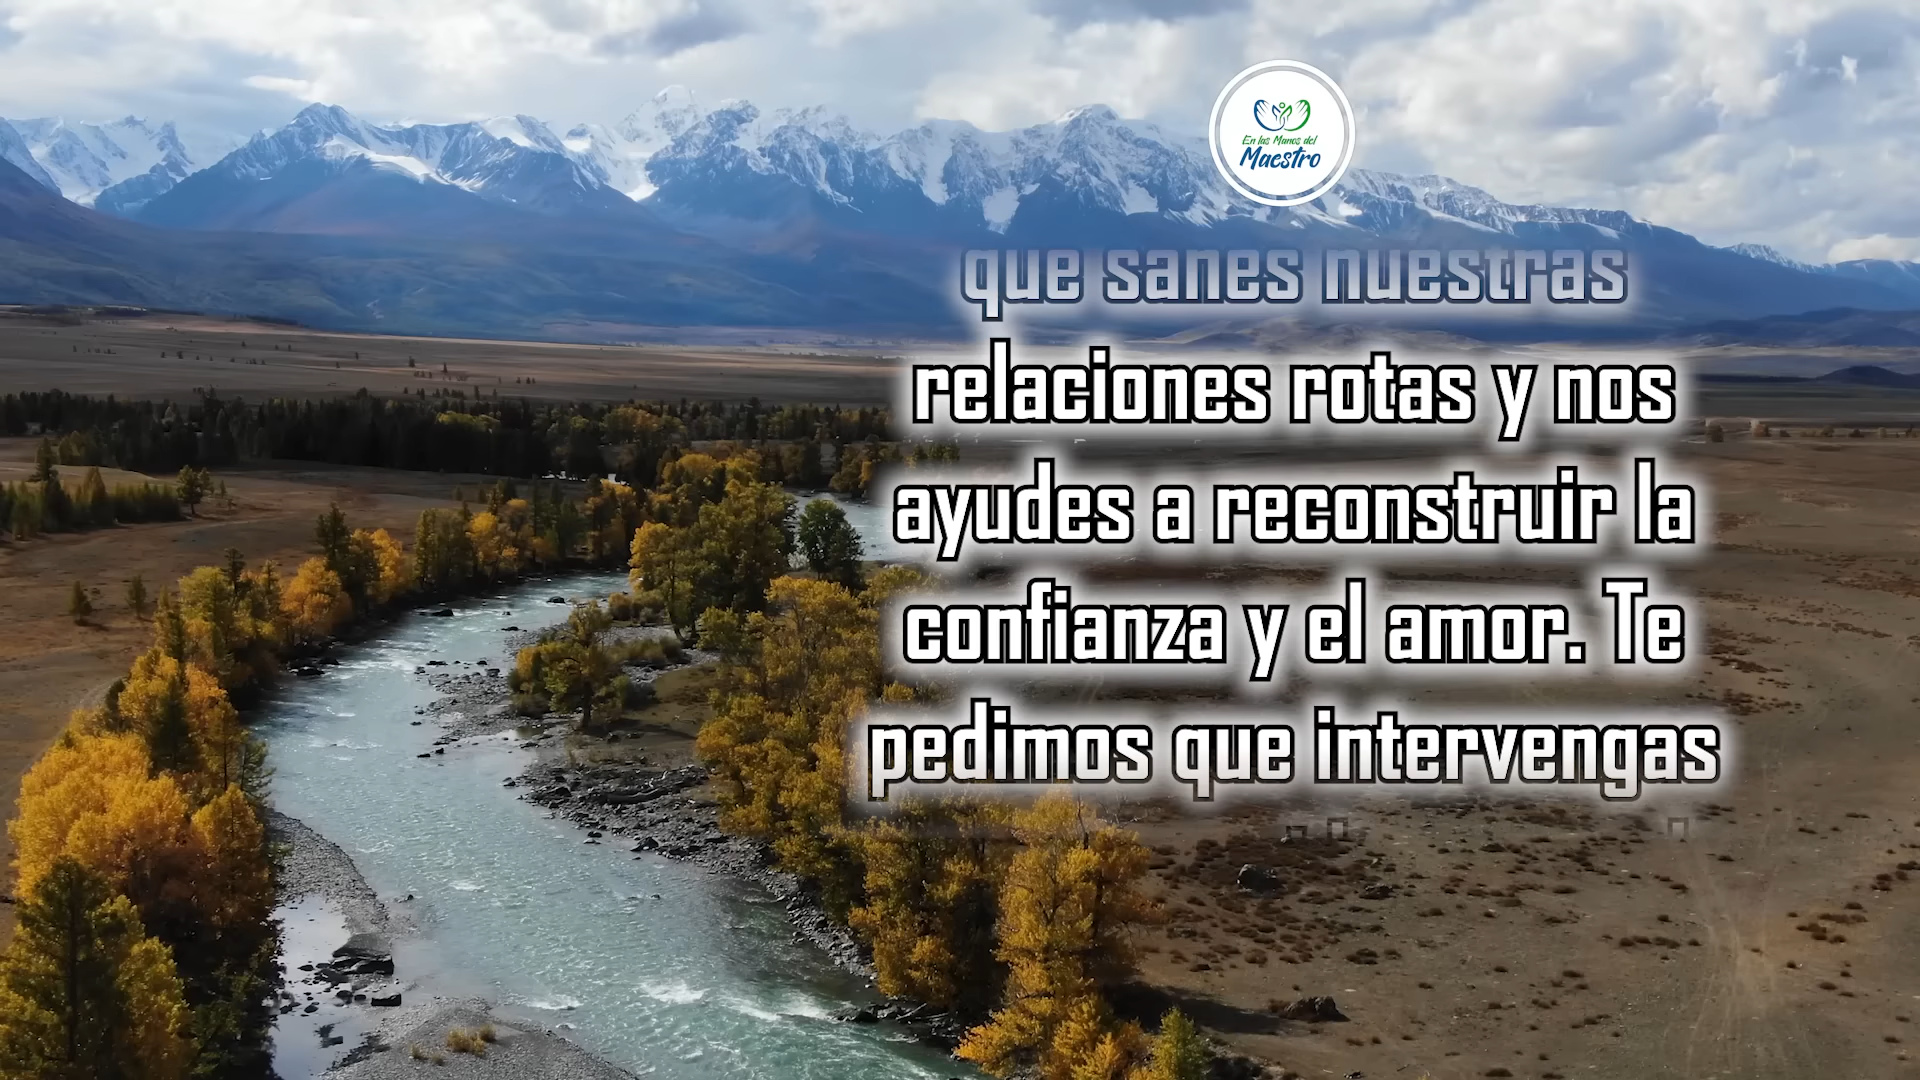 En las Manos del
Maestro
que sanes nuestras
relaciones rotas y nos
ayudes a reconstruir la
confianza y el amor. Te
pedimos que intervengas